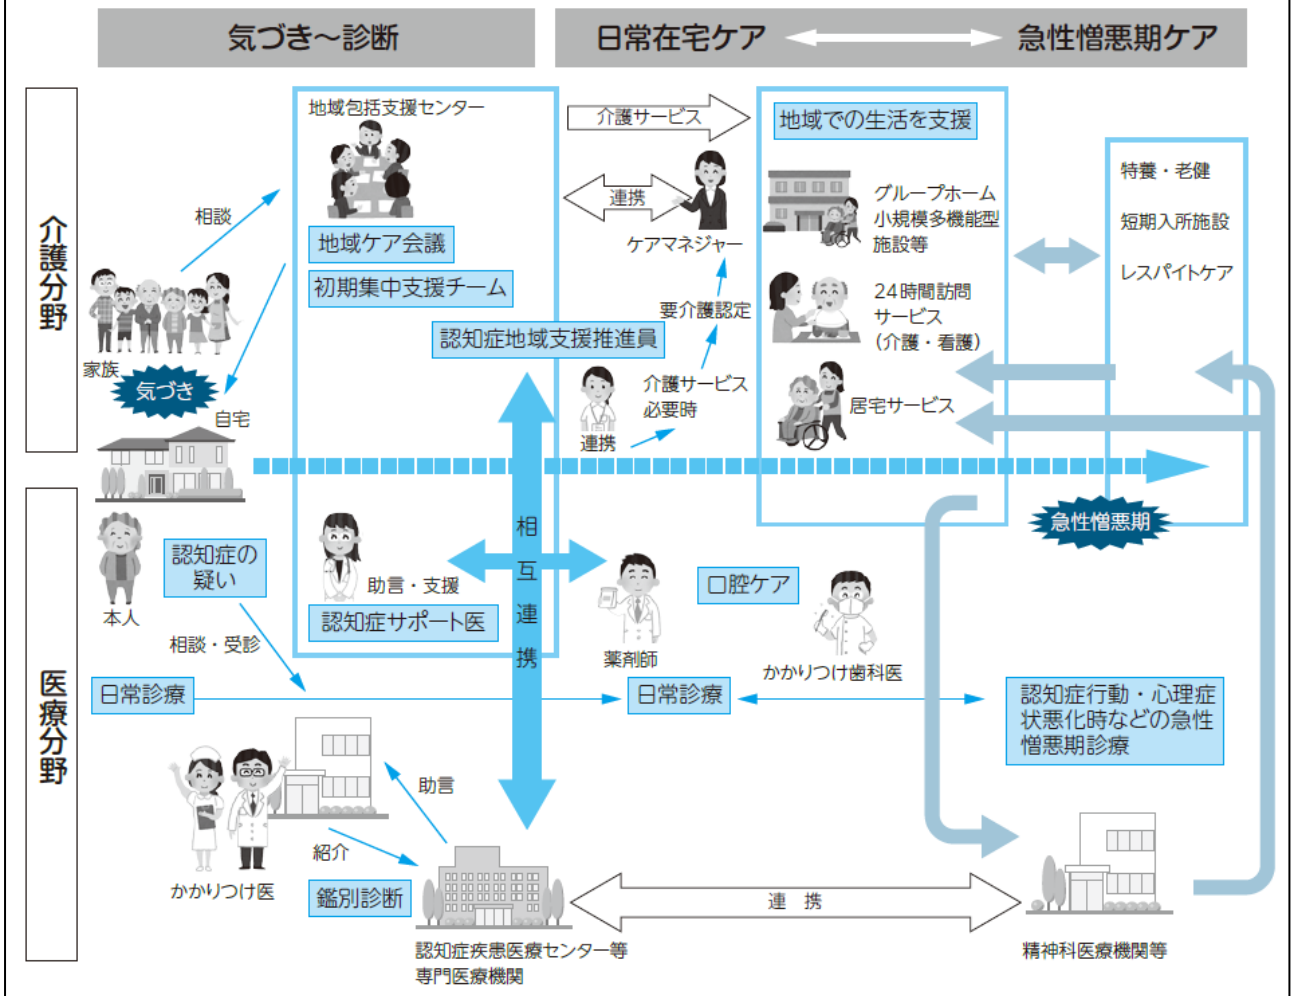 気づき～診断
日常在宅ケア
急性憎悪期ケア
介護分野
地域包括支援センター
地域ケア会議
初期集中支援チーム
認知症地域支援推進員
相談
家族
気づき
自宅
介護サービス
連携
ケアマネジャー
要介護認定
介護サービス
必要時
連携
地域での生活を支援
グループホーム
小規模多機能型
施設等
24時間訪問
サービス
（介護・看護）
居宅サービス
特養・老健
短期入所施設
レスパイトケア
急性憎悪期
医療分野
本人
認知症の
疑い
相談・受診
日常診療
助言・支援
認知症サポート医
相互連携
薬剤師
口腔ケア
かかりつけ歯科医
日常診療
認知症行動・心理症
状悪化時などの急性
憎悪期診療
かかりつけ医
助言
紹介
鑑別診断
認知症疾患医療センター等
専門医療機関
連 携
精神科医療機関等